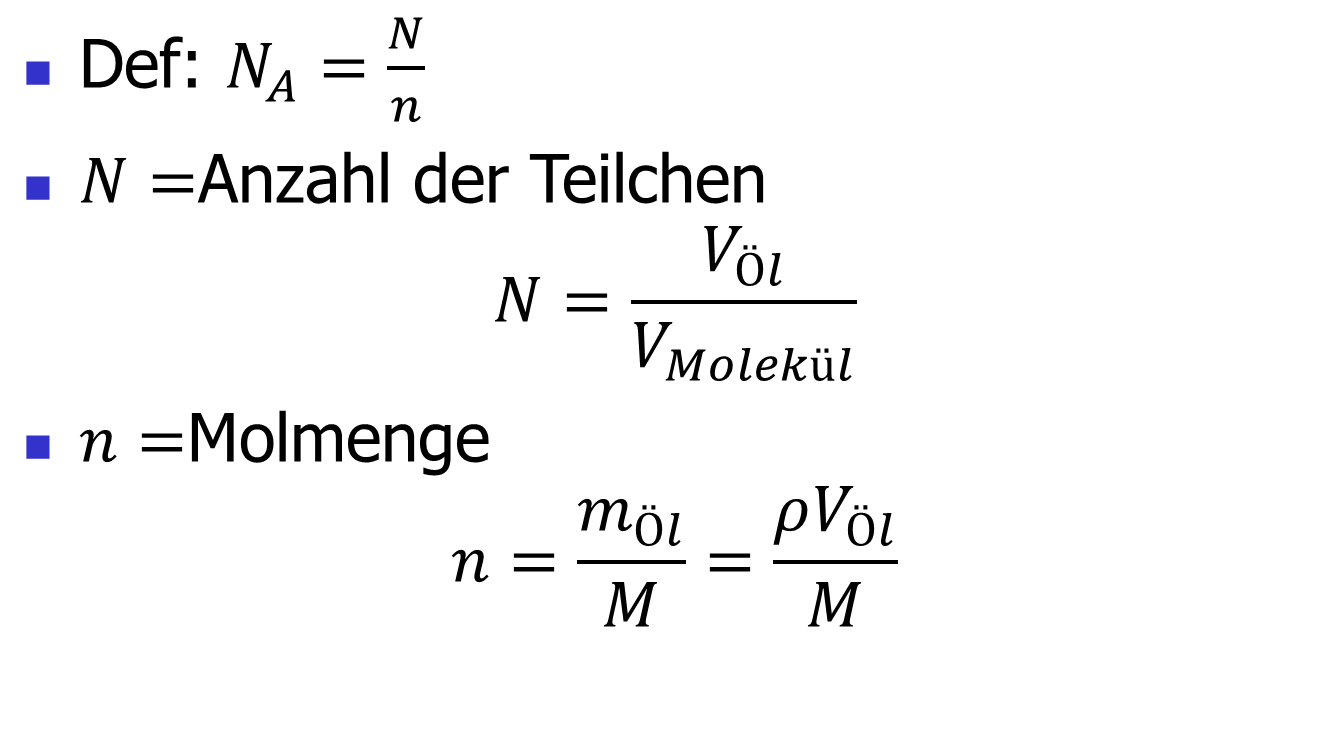 ▪ Def: N_A = N/n
▪ N =Anzahl der Teilchen
N = V_Öl / V_Molekül
▪ n =Molmenge
n = m_Öl / M = ρV_Öl / M